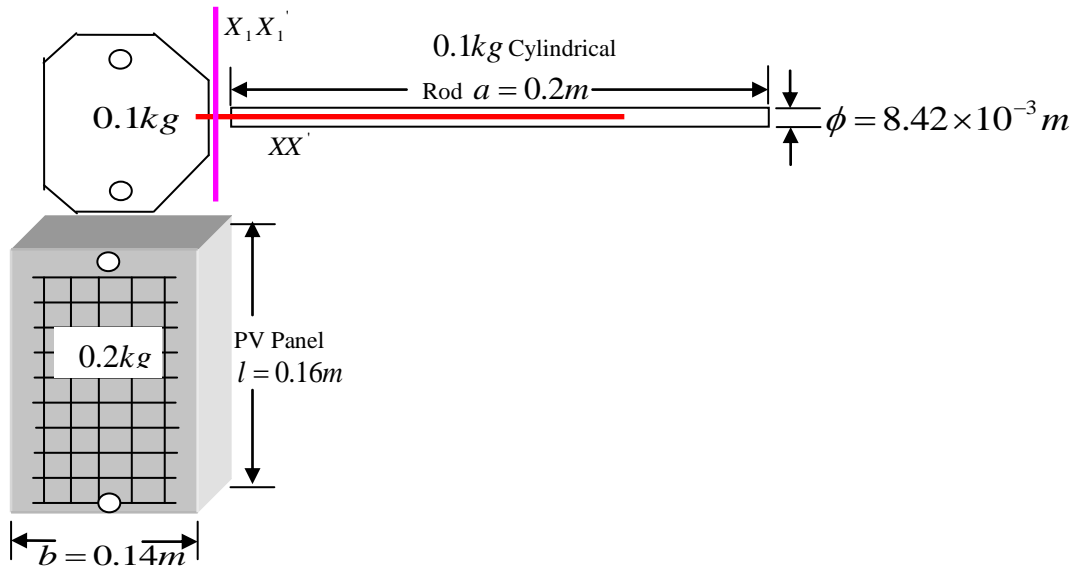 X₁X₁'
0.1kg Cylindrical
Rod a = 0.2m
0.1kg
ϕ = 8.42×10⁻³ m
XX'
PV Panel
l = 0.16m
0.2kg
b = 0.14m